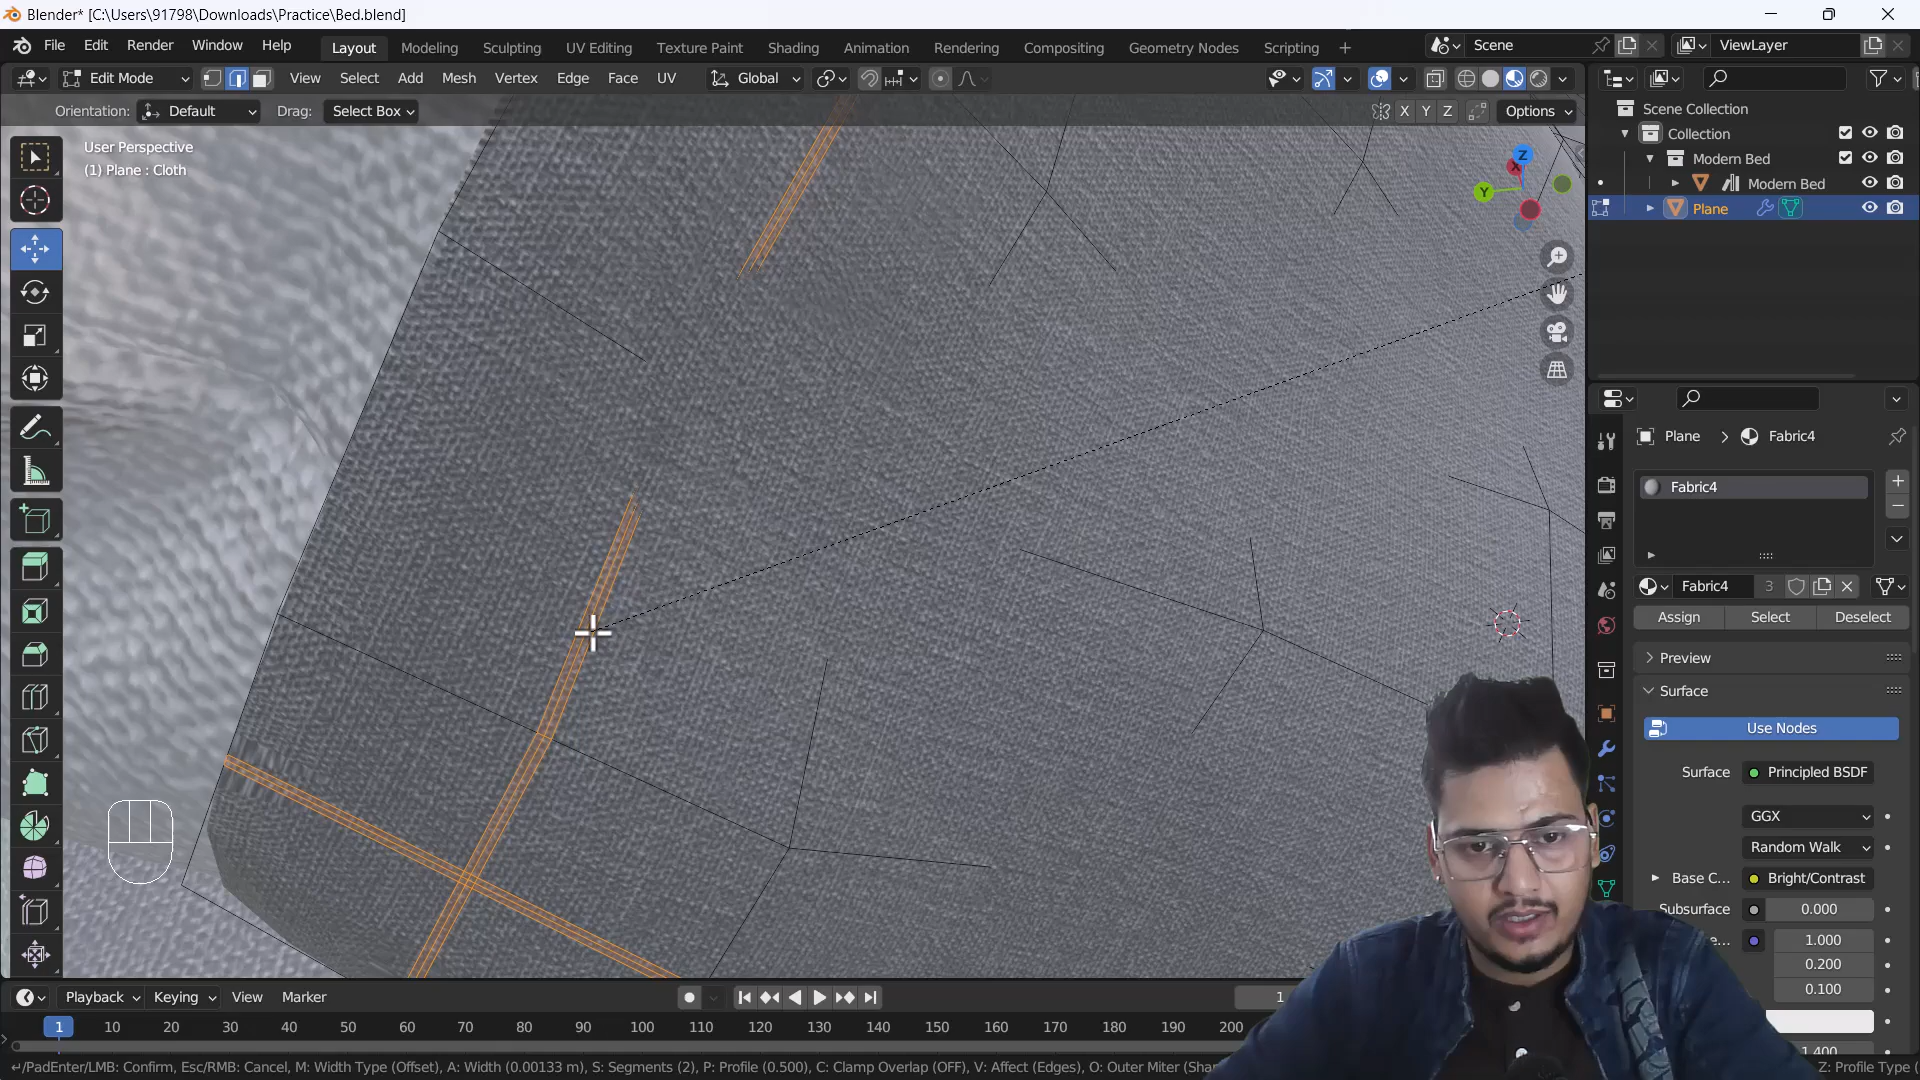 Blender* [C:\Users\91798\Downloads\Practice\Bed.blend]
File Edit Render Window Help Layout Modeling Sculpting UV Editing Texture Paint Shading Animation Rendering Compositing Geometry Nodes Scripting + Scene ViewLayer
Edit Mode View Select Add Mesh Vertex Edge Face UV Global
Orientation: Default Drag: Select Box X Y Z Options
User Perspective
(1) Plane : Cloth
Z
X
Y
Scene Collection
Collection
Modern Bed
Modern Bed
Plane
Plane > Fabric4
Fabric4
Fabric4 3
Assign Select Deselect
Preview
Surface
Use Nodes
Surface Principled BSDF
GGX
Random Walk
Base C... Bright/Contrast
Subsurface 0.000
1.000
0.200
0.100
1.400
Playback Keying View Marker 1
1 10 20 30 40 50 60 70 80 90 100 110 120 130 140 150 160 170 180 190 200
↵/PadEnter/LMB: Confirm, Esc/RMB: Cancel, M: Width Type (Offset), A: Width (0.00133 m), S: Segments (2), P: Profile (0.500), C: Clamp Overlap (OFF), V: Affect (Edges), O: Outer Miter (Shar Z: Profile Type (